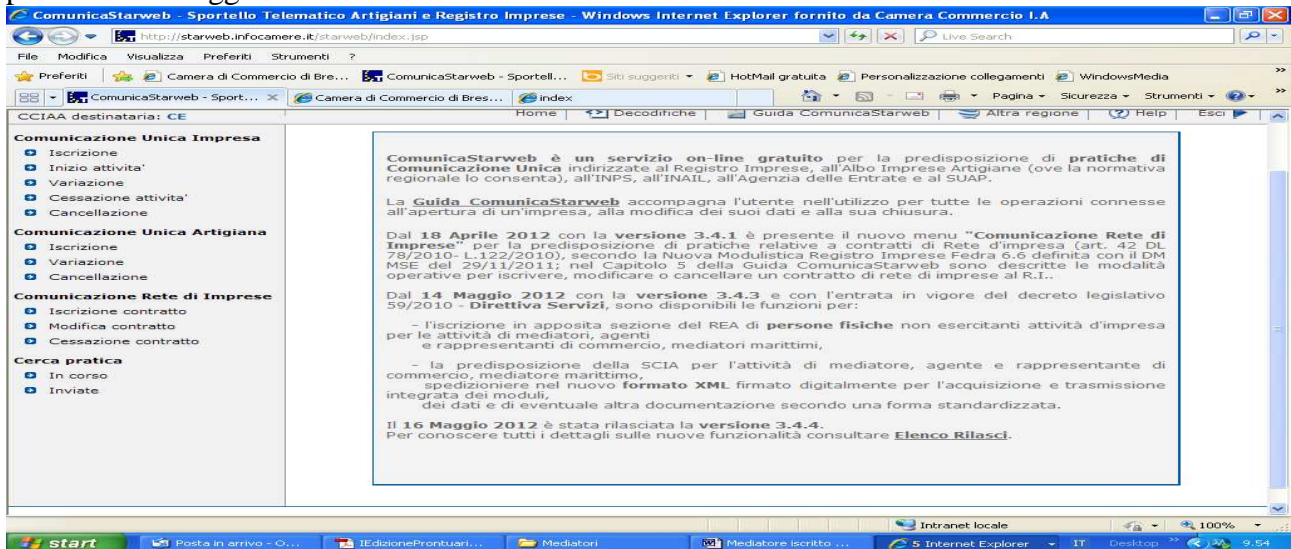 ComunicaStarweb - Sportello Telematico Artigiani e Registro Imprese - Windows Internet Explorer fornito da Camera Commercio I.A
http://starweb.infocamere.it/starweb/index.jsp
Live Search
File Modifica Visualizza Preferiti Strumenti ?
Preferiti Camera di Commercio di Bre... ComunicaStarweb - Sportell... Siti suggeriti HotMail gratuita Personalizzazione collegamenti WindowsMedia
ComunicaStarweb - Sport... Camera di Commercio di Bres... index Pagina Sicurezza Strumenti
CCIAA destinataria: CE
Home | Decodifiche | Guida ComunicaStarweb | Altra regione | Help | Esci
Comunicazione Unica Impresa
Iscrizione
Inizio attivita'
Variazione
Cessazione attivita'
Cancellazione
Comunicazione Unica Artigiana
Iscrizione
Variazione
Cancellazione
Comunicazione Rete di Imprese
Iscrizione contratto
Modifica contratto
Cessazione contratto
Cerca pratica
In corso
Inviate
ComunicaStarweb è un servizio on-line gratuito per la predisposizione di pratiche di
Comunicazione Unica indirizzate al Registro Imprese, all'Albo Imprese Artigiane (ove la normativa
regionale lo consenta), all'INPS, all'INAIL, all'Agenzia delle Entrate e al SUAP.
La Guida ComunicaStarweb accompagna l'utente nell'utilizzo per tutte le operazioni connesse
all'apertura di un'impresa, alla modifica dei suoi dati e alla sua chiusura.
Dal 18 Aprile 2012 con la versione 3.4.1 è presente il nuovo menu "Comunicazione Rete di
Imprese" per la predisposizione di pratiche relative a contratti di Rete d'impresa (art. 42 DL
78/2010- L.122/2010), secondo la Nuova Modulistica Registro Imprese Fedra 6.6 definita con il DM
MSE del 29/11/2011; nel Capitolo 5 della Guida ComunicaStarweb sono descritte le modalità
operative per iscrivere, modificare o cancellare un contratto di rete di imprese al R.I..
Dal 14 Maggio 2012 con la versione 3.4.3 e con l'entrata in vigore del decreto legislativo
59/2010 - Direttiva Servizi, sono disponibili le funzioni per:
- l'iscrizione in apposita sezione del REA di persone fisiche non esercitanti attività d'impresa
per le attività di mediatori, agenti
e rappresentanti di commercio, mediatori marittimi,
- la predisposizione della SCIA per l'attività di mediatore, agente e rappresentante di
commercio, mediatore marittimo,
spedizioniere nel nuovo formato XML firmato digitalmente per l'acquisizione e trasmissione
integrata dei moduli,
dei dati e di eventuale altra documentazione secondo una forma standardizzata.
Il 16 Maggio 2012 è stata rilasciata la versione 3.4.4.
Per conoscere tutti i dettagli sulle nuove funzionalità consultare Elenco Rilasci.
Intranet locale 100%
start Posta in arrivo - O... IEdizioneProntuari... Mediatori Mediatore iscritto ... 5 Internet Explorer IT Desktop 9.54